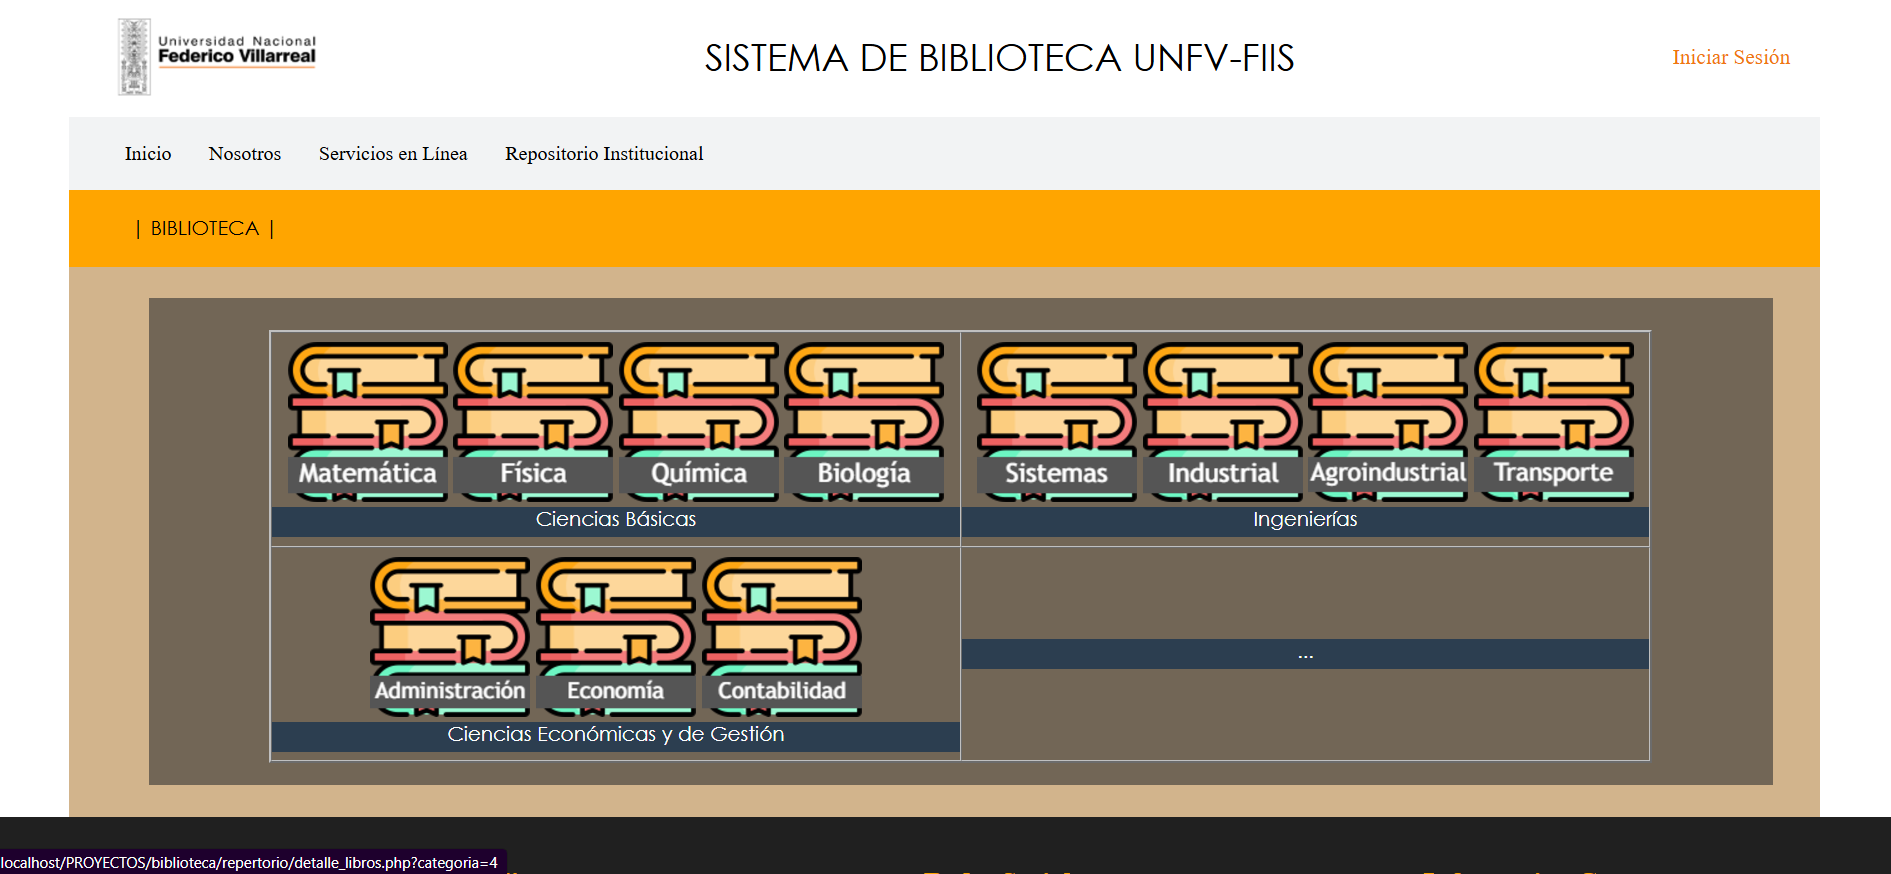 Universidad Nacional
Federico Villarreal
SISTEMA DE BIBLIOTECA UNFV-FIIS
Iniciar Sesión
Inicio Nosotros Servicios en Línea Repositorio Institucional
| BIBLIOTECA |
Matemática Física Química Biología
Ciencias Básicas
Sistemas Industrial Agroindustrial Transporte
Ingenierías
Administración Economía Contabilidad
Ciencias Económicas y de Gestión
...
localhost/PROYECTOS/biblioteca/repertorio/detalle_libros.php?categoria=4